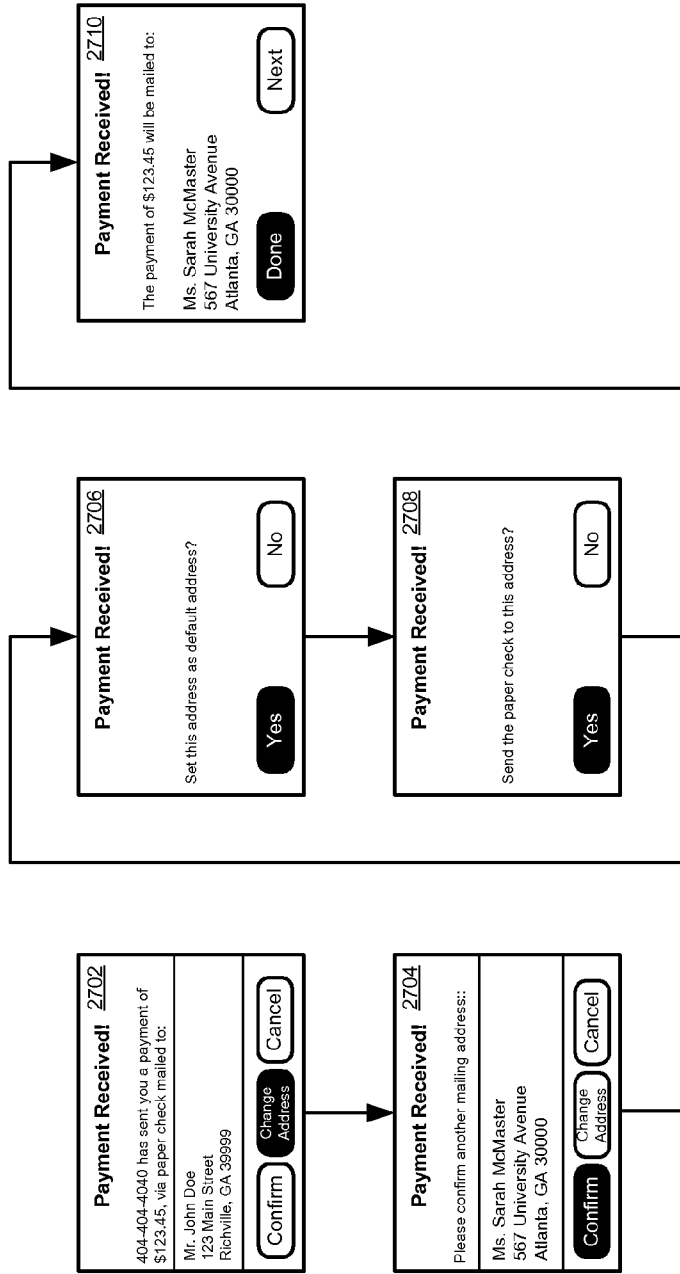 Payment Received! 2702
404-404-4040 has sent you a payment of
$123.45, via paper check mailed to:
Mr. John Doe
123 Main Street
Richville, GA 39999
Confirm
Change
Address
Cancel
Payment Received! 2704
Please confirm another mailing address::
Ms. Sarah McMaster
567 University Avenue
Atlanta, GA 30000
Confirm
Change
Address
Cancel
Payment Received! 2706
Set this address as default address?
Yes
No
Payment Received! 2708
Send the paper check to this address?
Yes
No
Payment Received! 2710
The payment of $123.45 will be mailed to:
Ms. Sarah McMaster
567 University Avenue
Atlanta, GA 30000
Done
Next